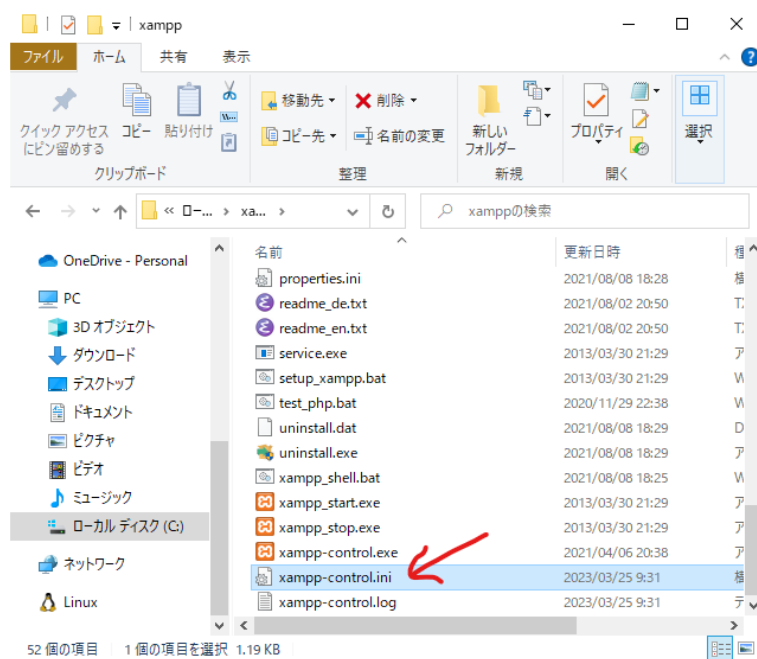 xampp
ファイル ホーム 共有 表示
クイック アクセス
にピン留めする
コピー 貼り付け
移動先 削除
コピー先 名前の変更
新しい
フォルダー
プロパティ
選択
クリップボード 整理 新規 開く
« ロー... › xa... ›
xamppの検索
名前 更新日時
OneDrive - Personal
PC
3D オブジェクト
ダウンロード
デスクトップ
ドキュメント
ピクチャ
ビデオ
ミュージック
ローカル ディスク (C:)
ネットワーク
Linux
properties.ini 2021/08/08 18:28
readme_de.txt 2021/08/02 20:50
readme_en.txt 2021/08/02 20:50
service.exe 2013/03/30 21:29
setup_xampp.bat 2013/03/30 21:29
test_php.bat 2020/11/29 22:38
uninstall.dat 2021/08/08 18:29
uninstall.exe 2021/08/08 18:29
xampp_shell.bat 2021/08/08 18:25
xampp_start.exe 2013/03/30 21:29
xampp_stop.exe 2013/03/30 21:29
xampp-control.exe 2021/04/06 20:38
xampp-control.ini 2023/03/25 9:31
xampp-control.log 2023/03/25 9:31
52 個の項目 1 個の項目を選択 1.19 KB